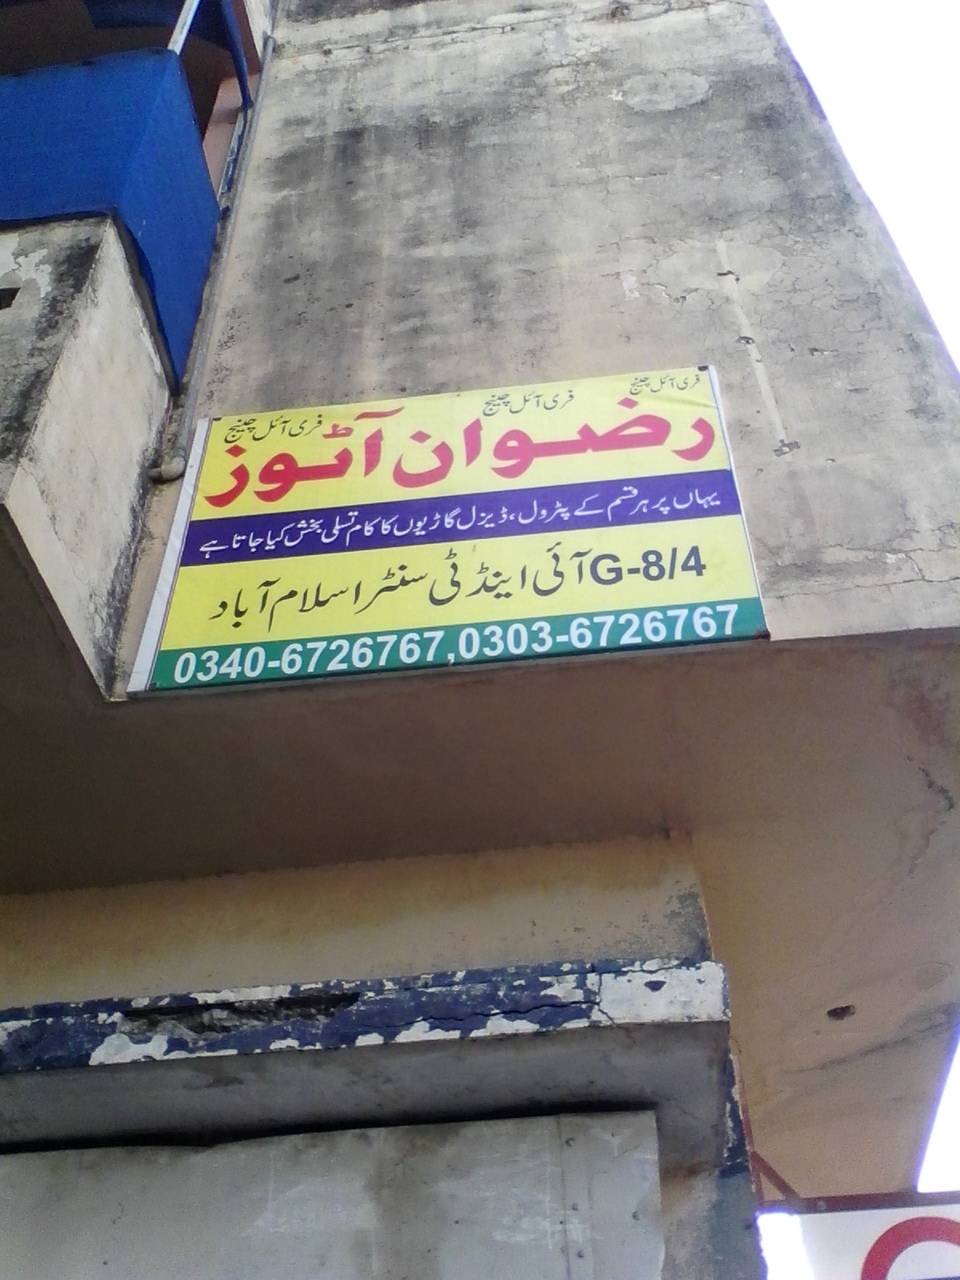 فری آئل چینج فری آئل چینج فری آئل چینج
رضوان آٹوز
یہاں پر ہر قسم کے پٹرول، ڈیزل گاڑیوں کا کام تسلی بخش کیا جاتا ہے
G-8/4 آئی اینڈ ٹی سنٹر اسلام آباد
0340-6726767,0303-6726767